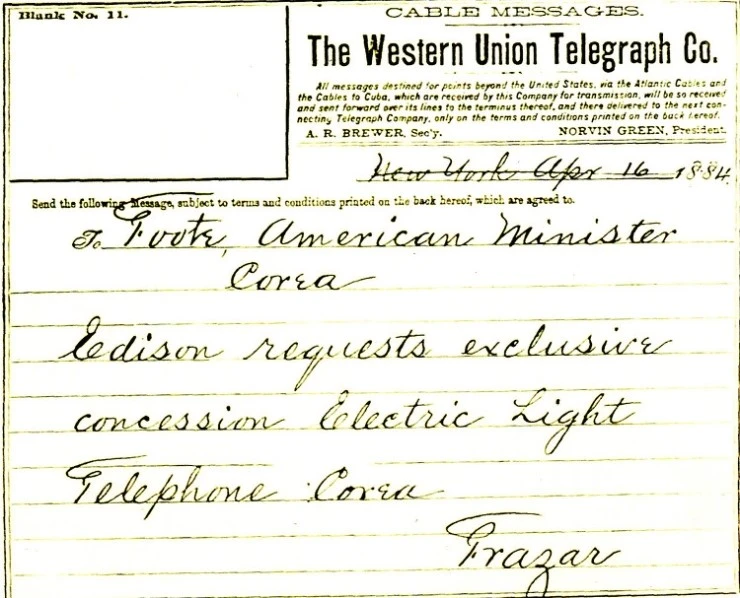 Blank No. 11.
CABLE MESSAGES.
The Western Union Telegraph Co.
All messages destined for points beyond the United States, via the Atlantic Cables and
the Cables to Cuba, which are received by this Company for transmission, will be so received
and sent forward over its lines to the terminus thereof, and there delivered to the next con-
necting Telegraph Company, only on the terms and conditions printed on the back hereof.
A. R. BREWER, Sec'y. NORVIN GREEN, President.
New York Apr 16 1884.
Send the following Message, subject to terms and conditions printed on the back hereof, which are agreed to.
To Foote, American Minister
Corea
Edison requests exclusive
concession Electric Light
Telephone Corea
Frazar